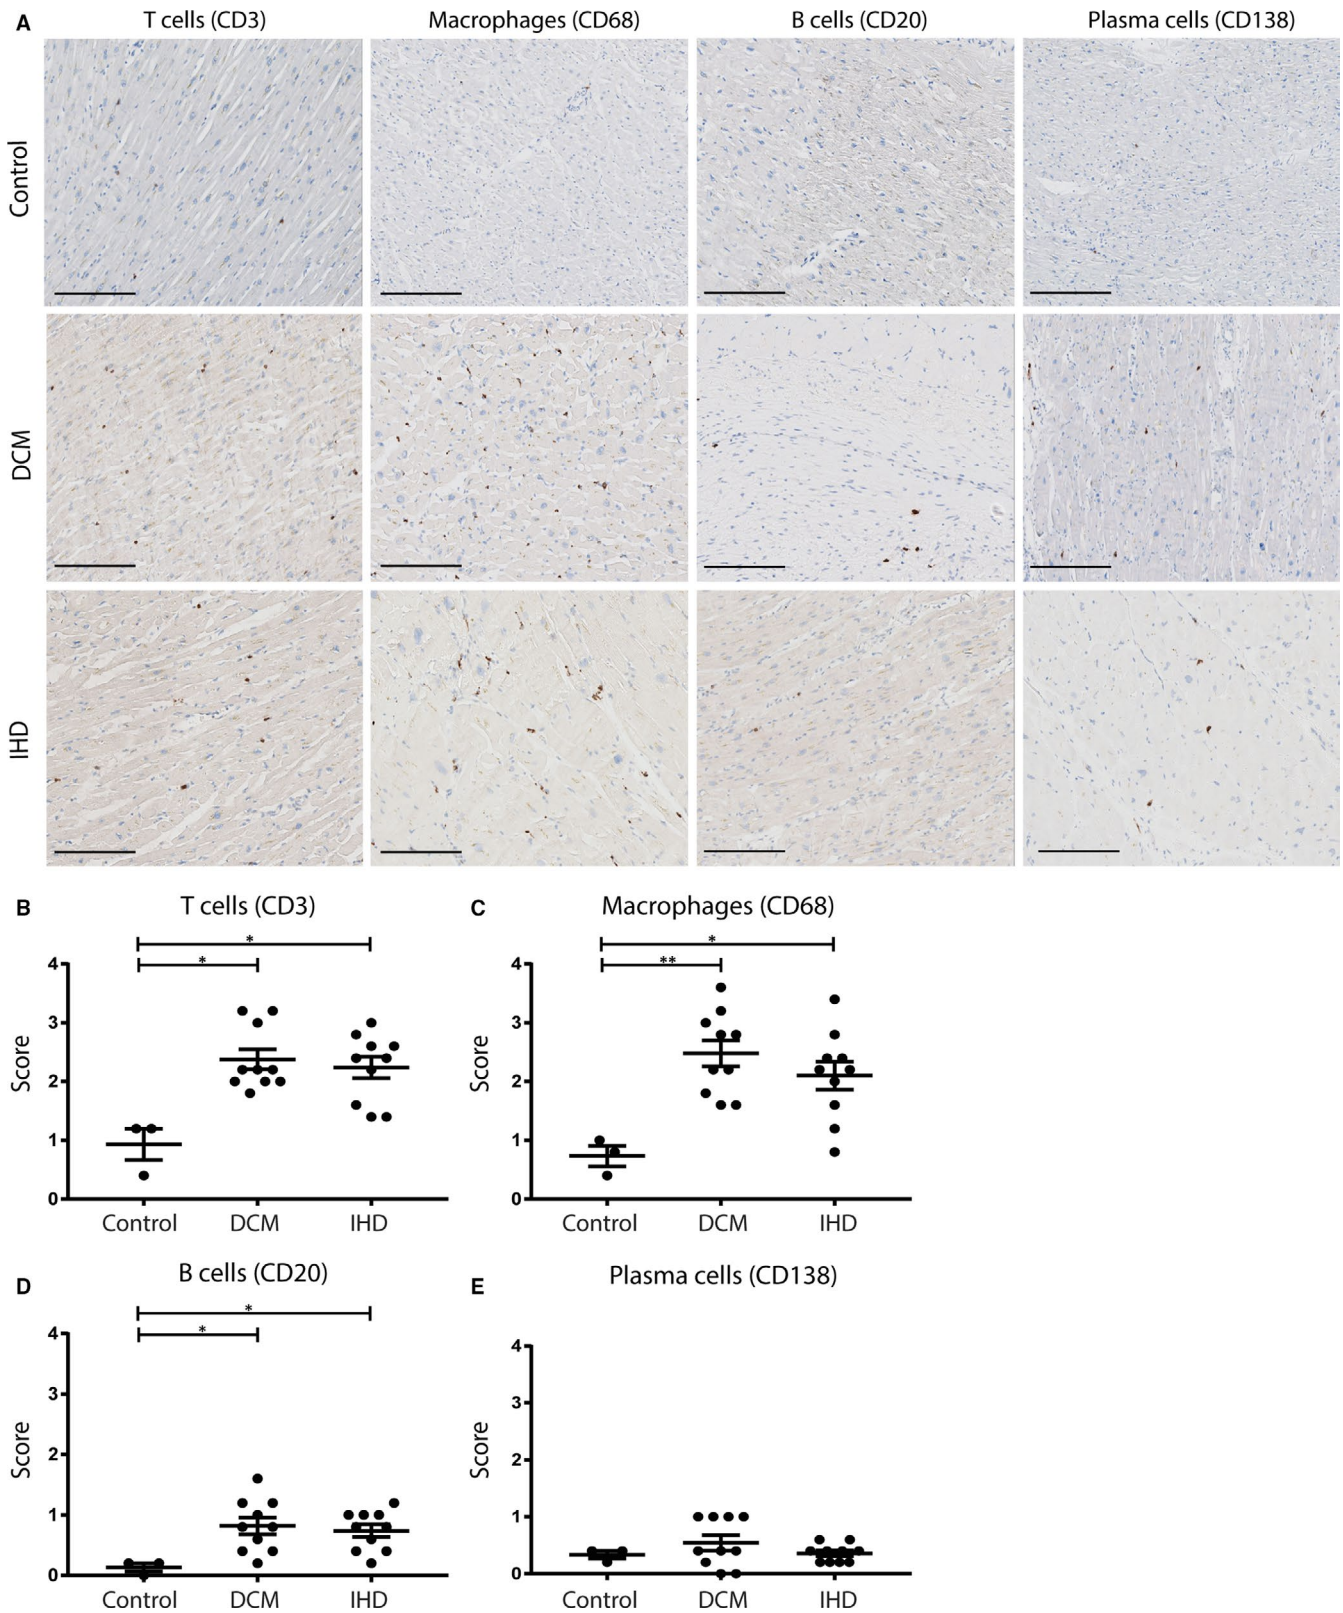 A
T cells (CD3)
Macrophages (CD68)
B cells (CD20)
Plasma cells (CD138)
Control
DCM
IHD
B
T cells (CD3)
*
*
Score
4
3
2
1
0
Control
DCM
IHD
C
Macrophages (CD68)
*
**
Score
4
3
2
1
0
Control
DCM
IHD
D
B cells (CD20)
*
*
Score
4
3
2
1
0
Control
DCM
IHD
E
Plasma cells (CD138)
Score
4
3
2
1
0
Control
DCM
IHD